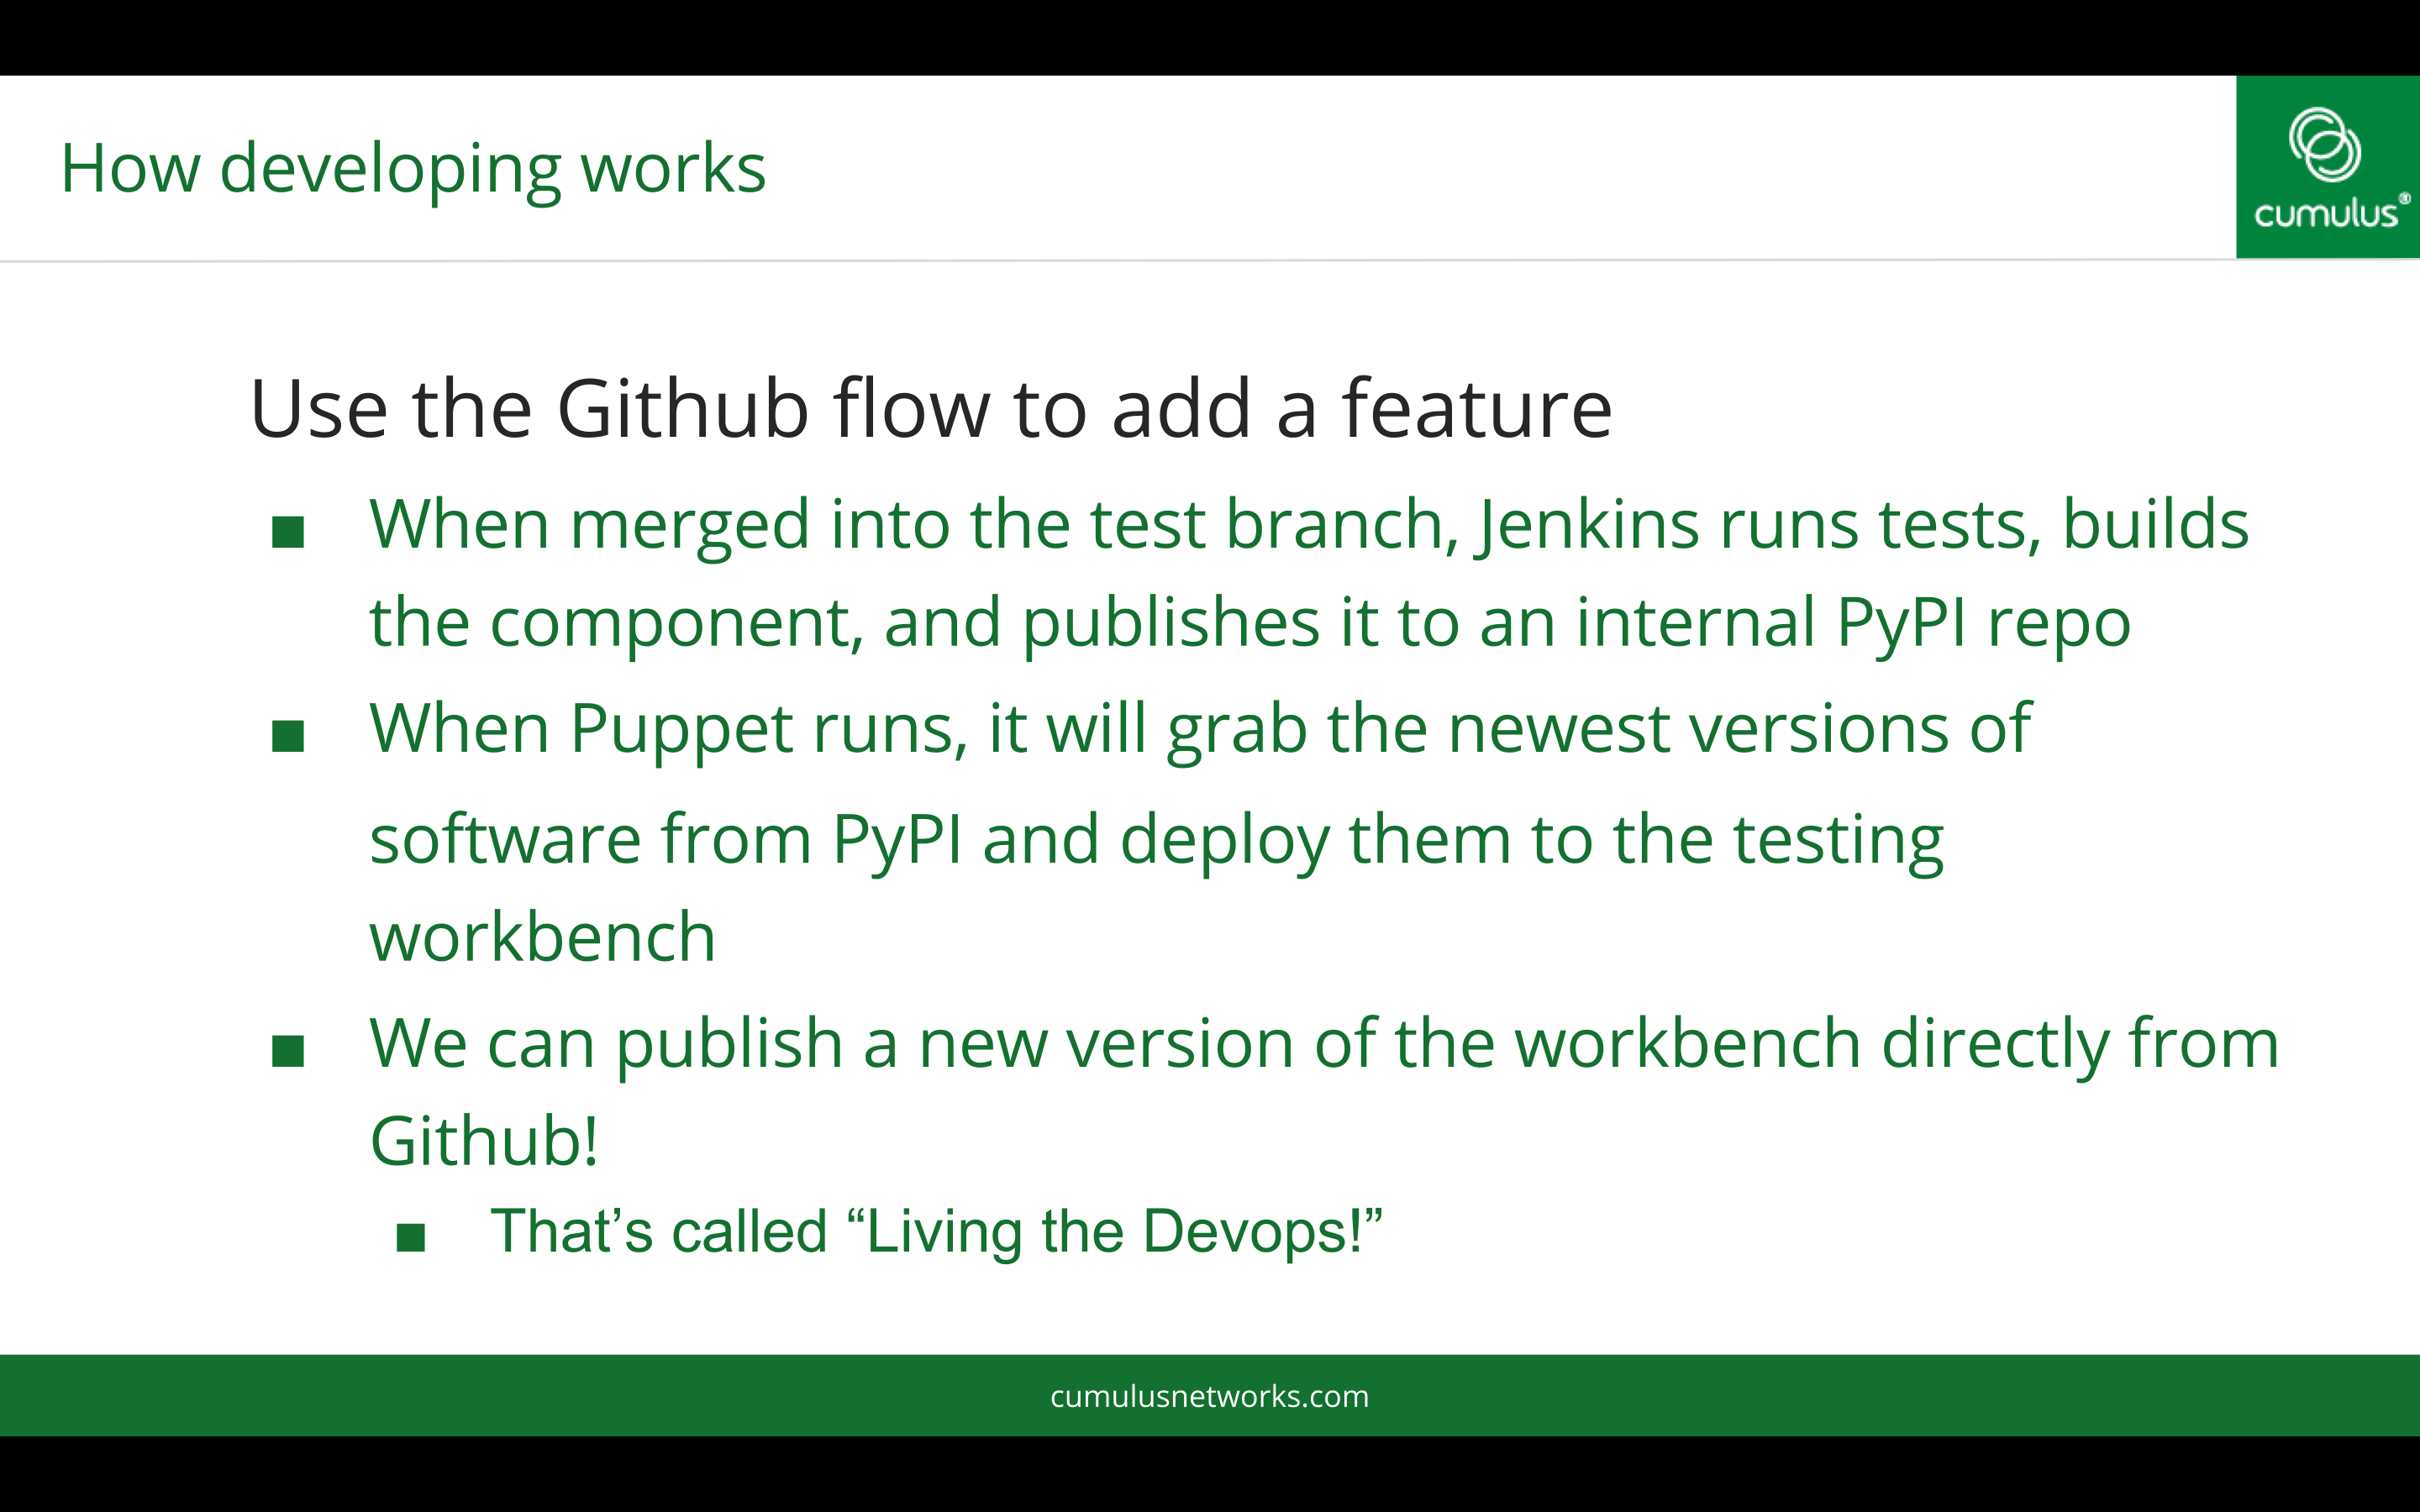 How developing works
cumulus®
Use the Github flow to add a feature
■ When merged into the test branch, Jenkins runs tests, builds
the component, and publishes it to an internal PyPI repo
■ When Puppet runs, it will grab the newest versions of
software from PyPI and deploy them to the testing
workbench
■ We can publish a new version of the workbench directly from
Github!
■ That’s called “Living the Devops!”
cumulusnetworks.com